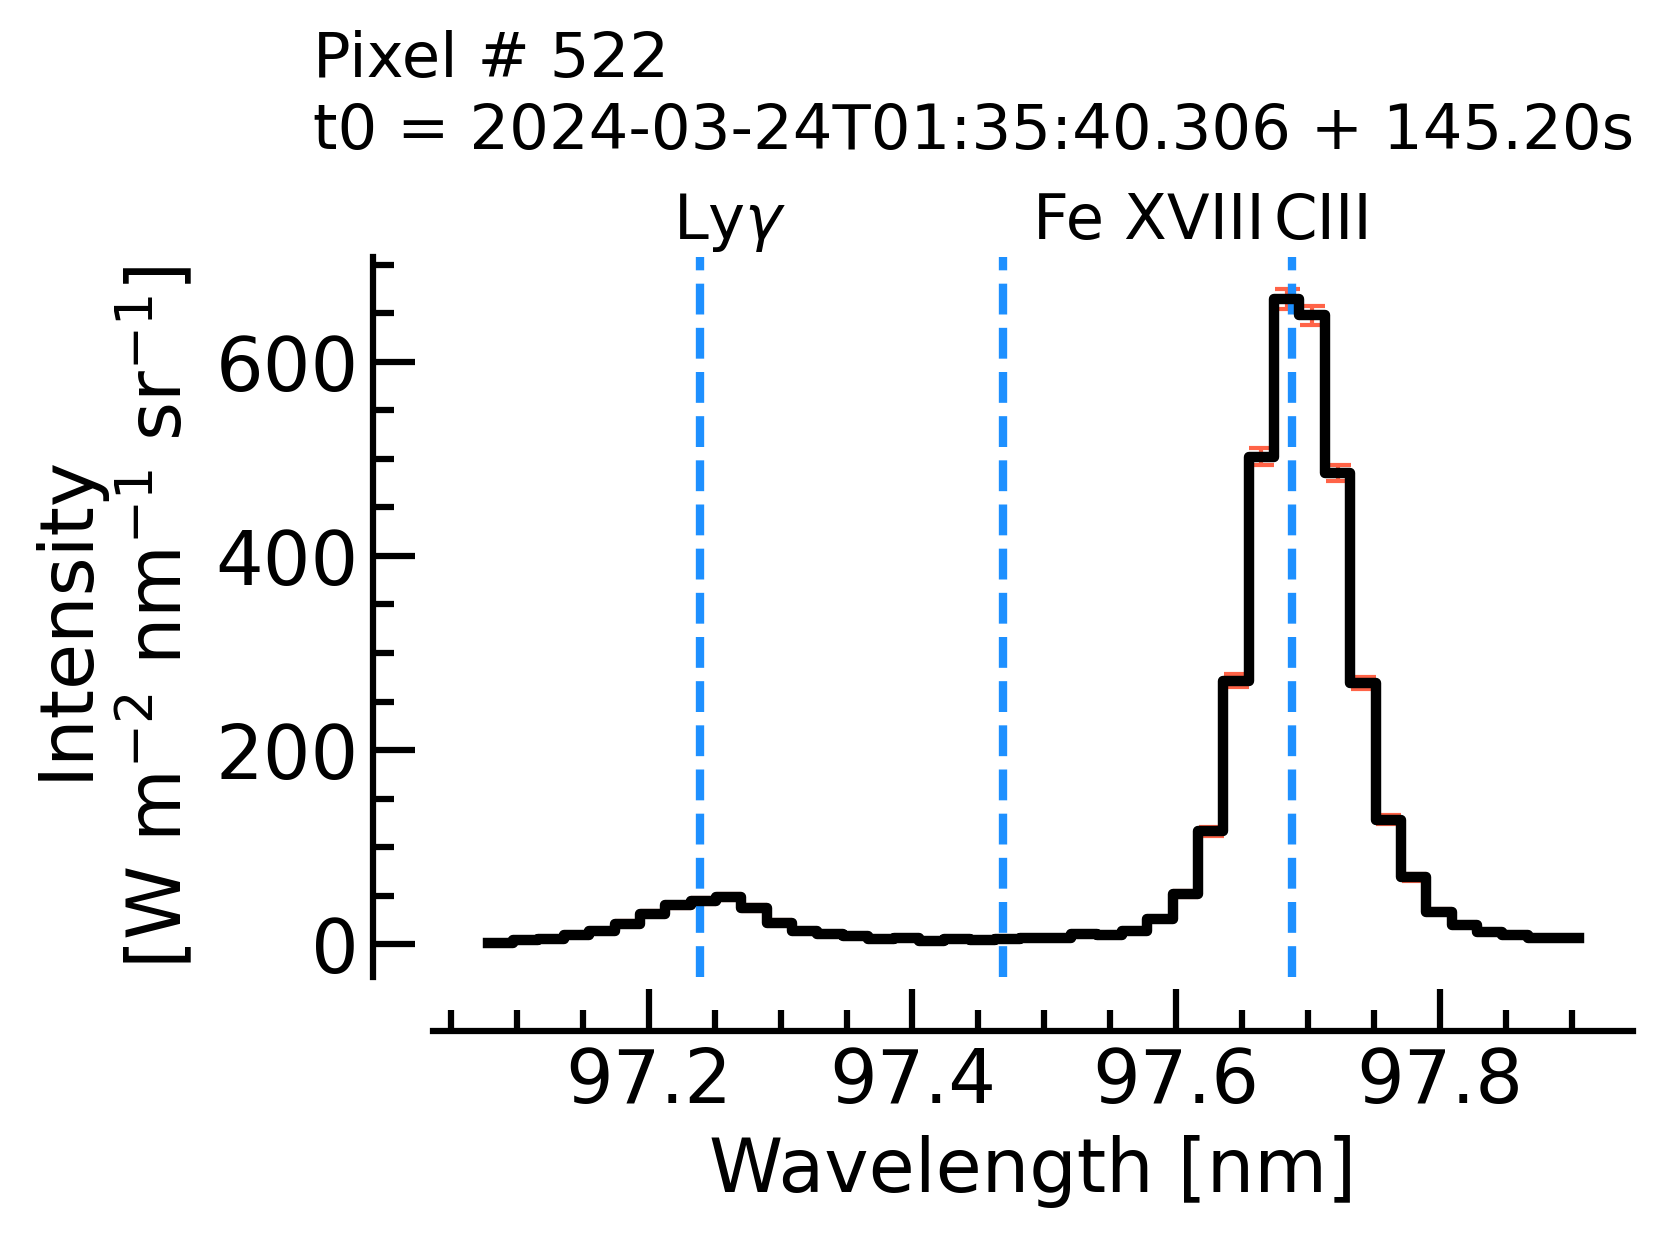 Pixel # 522
t0 = 2024-03-24T01:35:40.306 + 145.20s
Lyγ Fe XVIII CIII
Intensity
[W m⁻² nm⁻¹ sr⁻¹]
600
400
200
0
97.2 97.4 97.6 97.8
Wavelength [nm]